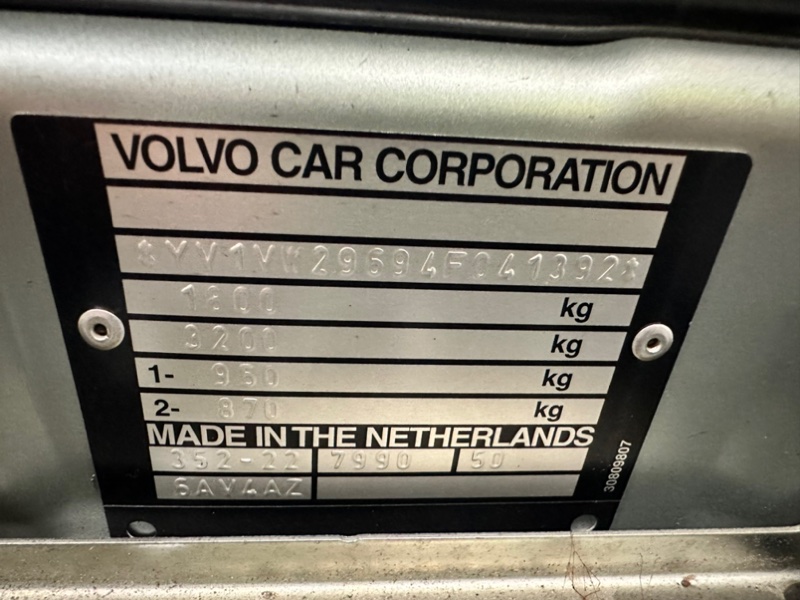 VOLVO CAR CORPORATION
*YV1VW29694F041392*
1800 kg
3200 kg
1- 960 kg
2- 870 kg
MADE IN THE NETHERLANDS
352-22 7990 50
6AY4AZ
30809807